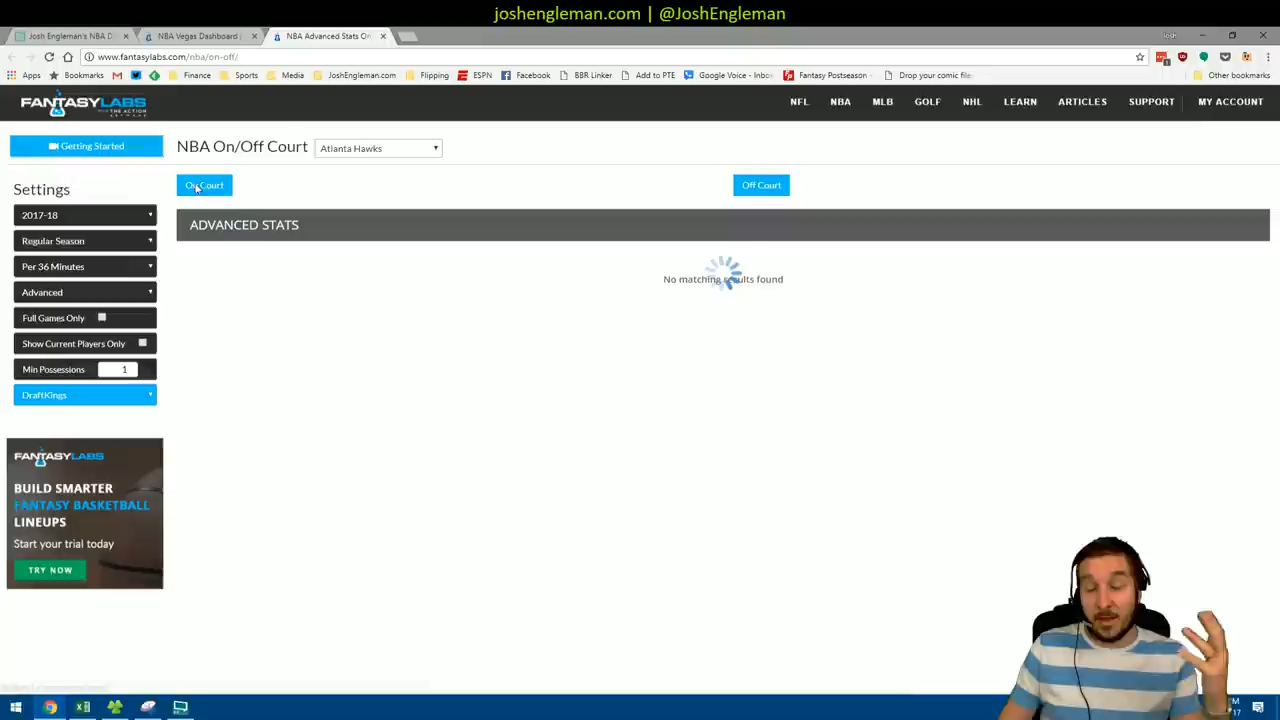 joshengleman.com | @JoshEngleman
Josh Engleman's NBA D
NBA Vegas Dashboard
NBA Advanced Stats On
Josh
www.fantasylabs.com/nba/on-off/
Apps Bookmarks Finance Sports Media JoshEngleman.com Flipping ESPN Facebook BBR Linker Add to PTE Google Voice - Inbo Fantasy Postseason Drop your comic file Other bookmarks
FANTASYLABS
NFL NBA MLB GOLF NHL LEARN ARTICLES SUPPORT MY ACCOUNT
Getting Started
NBA On/Off Court
Atlanta Hawks
Settings
On Court
Off Court
2017-18
ADVANCED STATS
Regular Season
Per 36 Minutes
No matching results found
Advanced
Full Games Only
Show Current Players Only
Min Possessions 1
DraftKings
FANTASYLABS
BUILD SMARTER
FANTASY BASKETBALL
LINEUPS
Start your trial today
TRY NOW